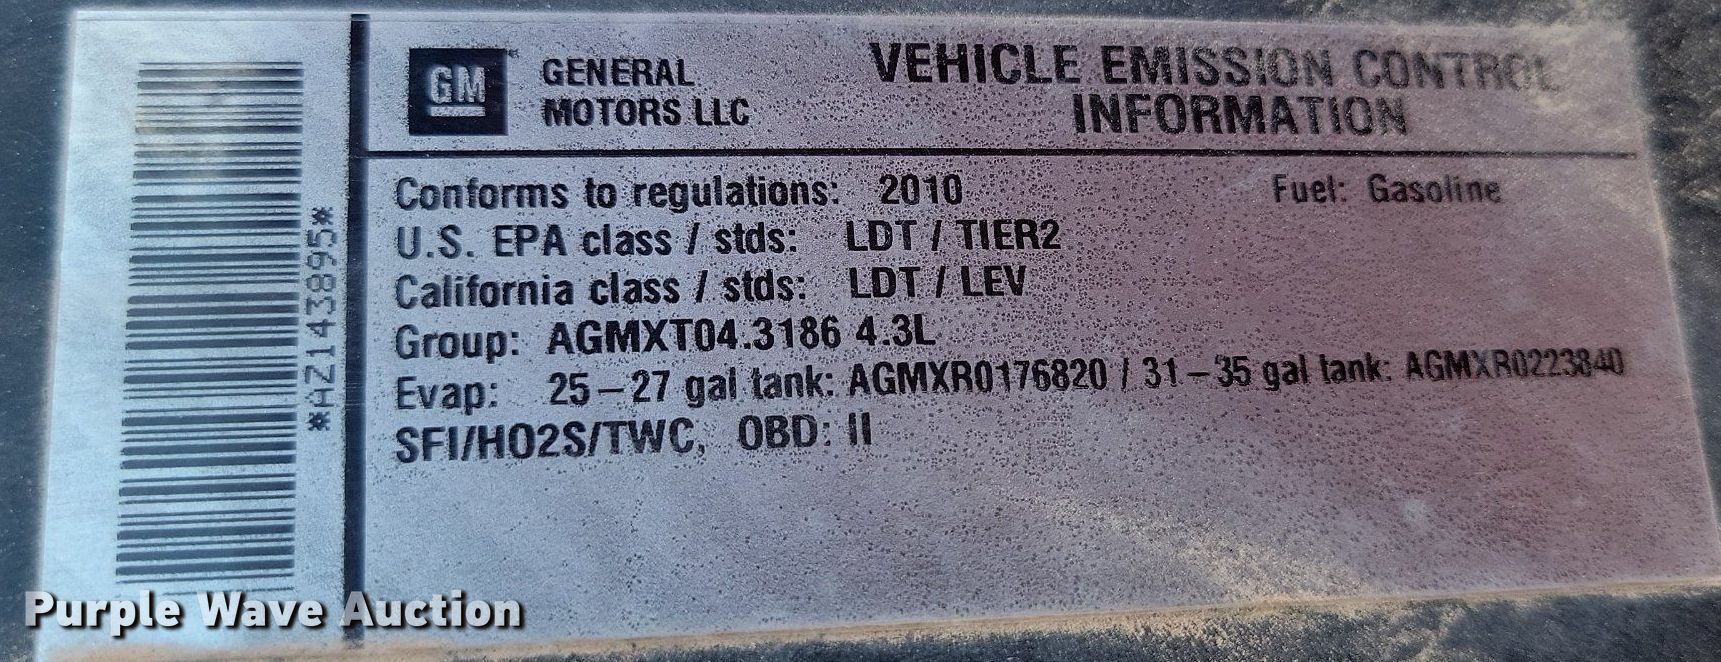 *AZ143895*
GM
GENERAL
MOTORS LLC
VEHICLE EMISSION CONTROL
INFORMATION
Conforms to regulations: 2010 Fuel: Gasoline
U.S. EPA class / stds: LDT / TIER2
California class / stds: LDT / LEV
Group: AGMXT04.3186 4.3L
Evap: 25–27 gal tank: AGMXR0176820 / 31–35 gal tank: AGMXR0223840
SFI/HO2S/TWC, OBD: II
Purple Wave Auction